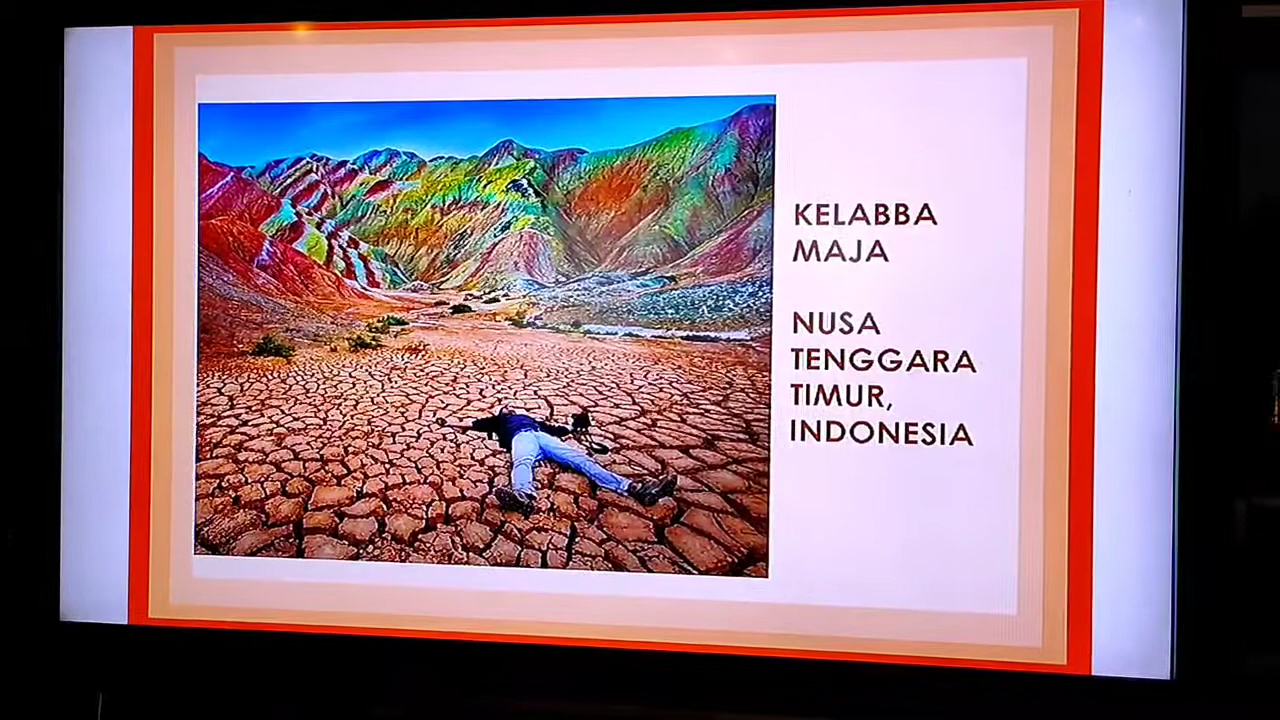 KELABBA
MAJA
NUSA
TENGGARA
TIMUR,
INDONESIA